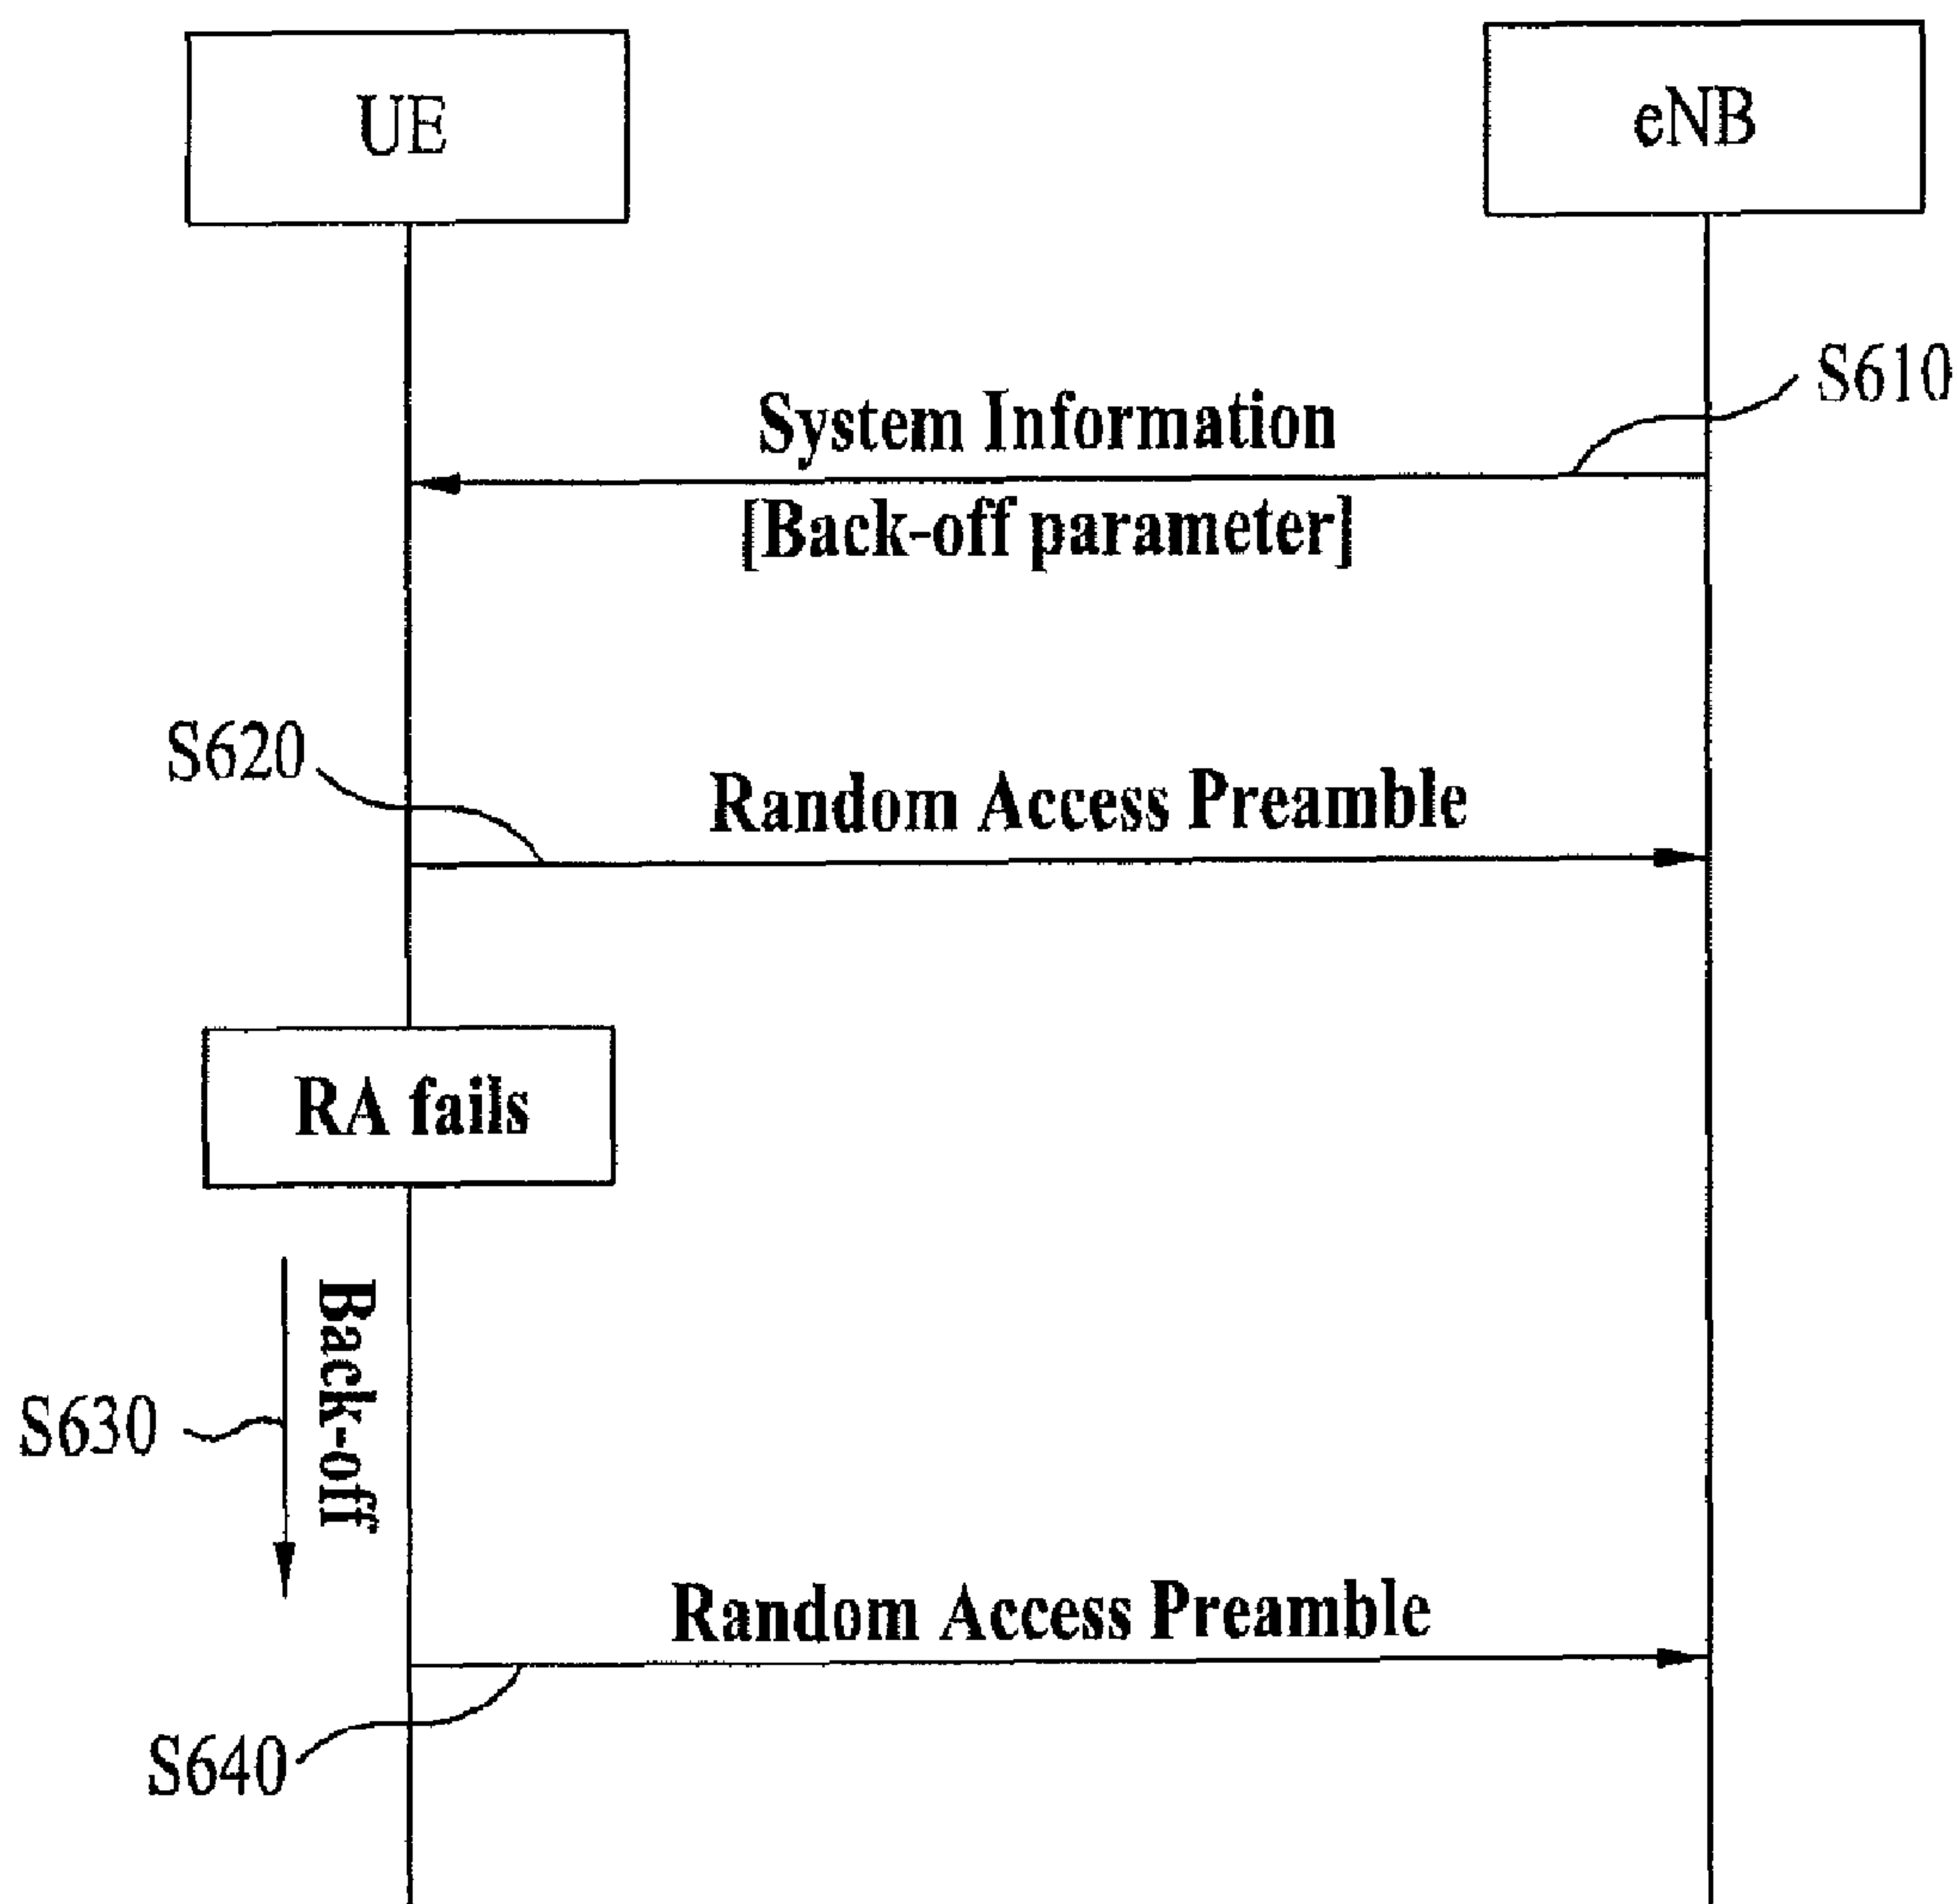 UE
eNB
S610
System Information
[Back-off parameter]
S620
Random Access Preamble
RA fails
Back-off
S630
Random Access Preamble
S640